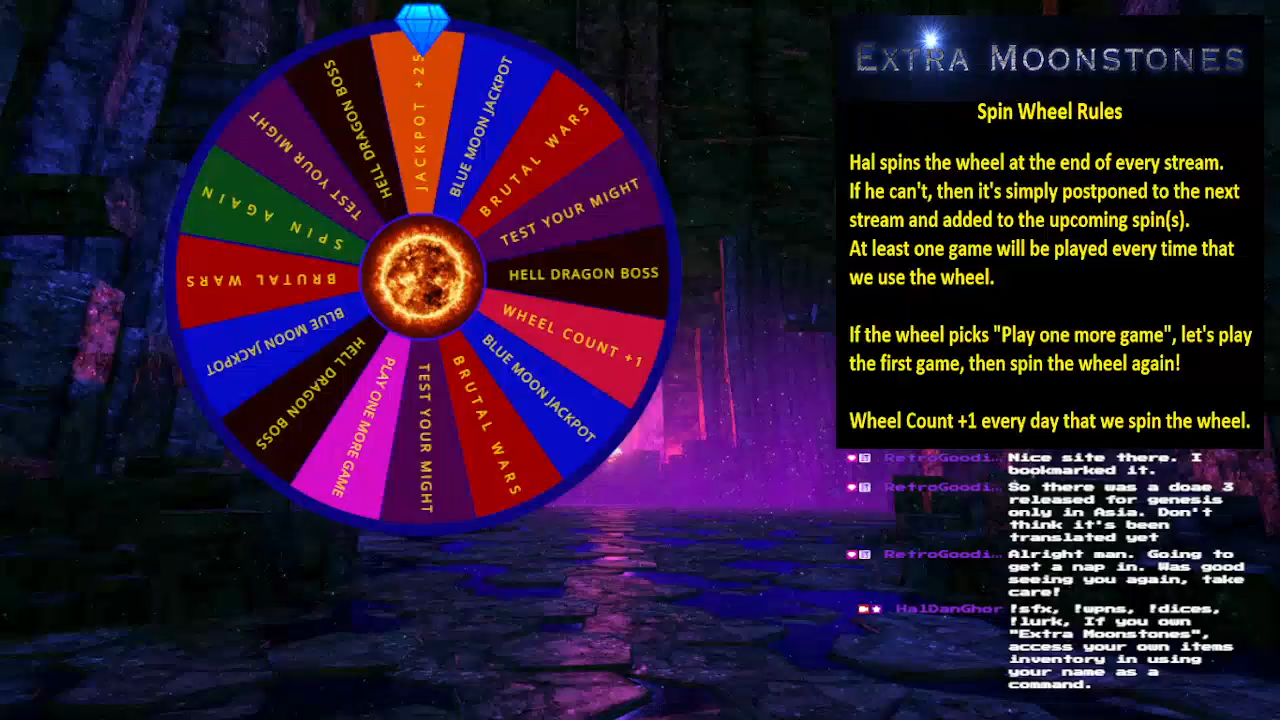 JACKPOT +25
BLUE MOON JACKPOT
BRUTAL WARS
TEST YOUR MIGHT
HELL DRAGON BOSS
WHEEL COUNT +1
BLUE MOON JACKPOT
BRUTAL WARS
TEST YOUR MIGHT
PLAY ONE MORE GAME
HELL DRAGON BOSS
BLUE MOON JACKPOT
BRUTAL WARS
SPIN AGAIN
TEST YOUR MIGHT
HELL DRAGON BOSS
EXTRA MOONSTONES
Spin Wheel Rules
Hal spins the wheel at the end of every stream.
If he can't, then it's simply postponed to the next
stream and added to the upcoming spin(s).
At least one game will be played every time that
we use the wheel.
If the wheel picks "Play one more game", let's play
the first game, then spin the wheel again!
Wheel Count +1 every day that we spin the wheel.
RetroGoodi… Nice site there. I
bookmarked it.
RetroGoodi… So there was a doae 3
released for genesis
only in Asia. Don't
think it's been
translated yet
RetroGoodi… Alright man. Going to
get a nap in. Was good
seeing you again, take
care!
HalDanGhor !sfx, !wpns, !dices,
!lurk, If you own
"Extra Moonstones",
access your own items
inventory in using
your name as a
command.